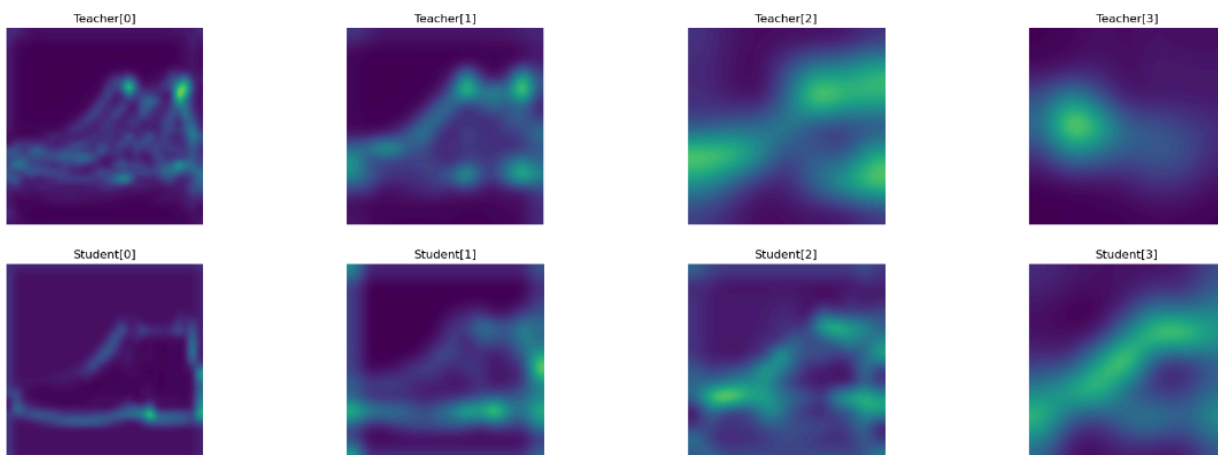 Teacher[0]
Teacher[1]
Teacher[2]
Teacher[3]
Student[0]
Student[1]
Student[2]
Student[3]